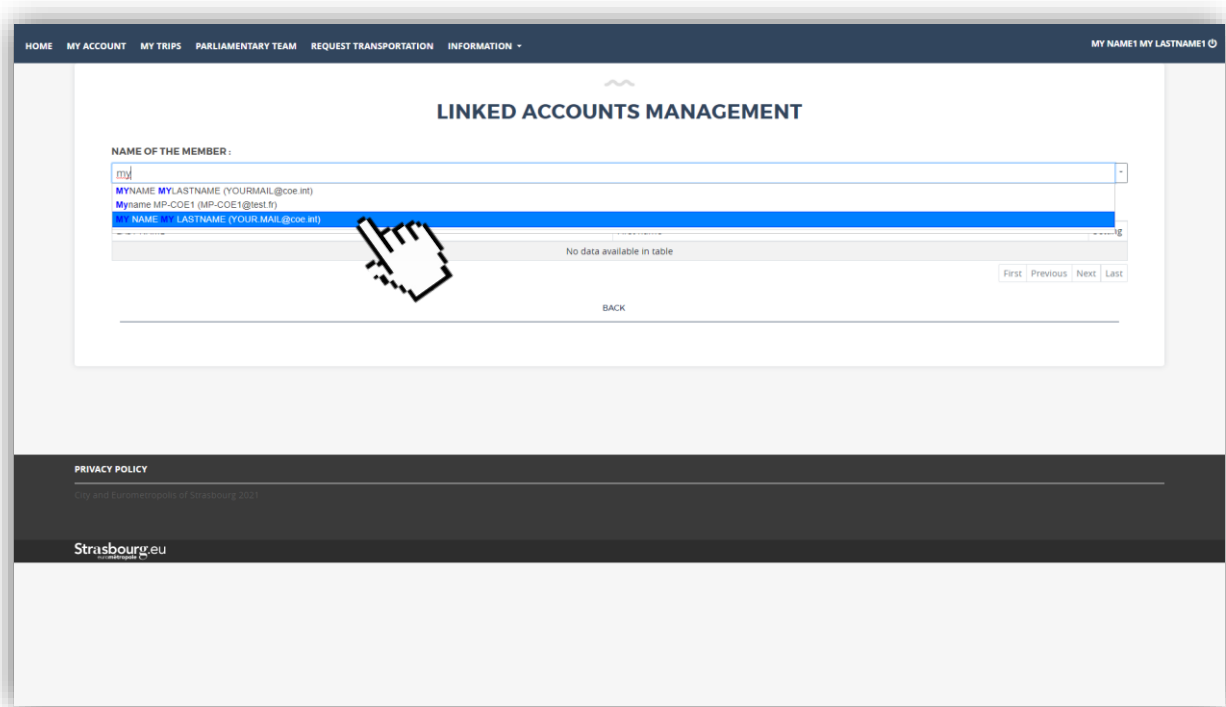 HOME MY ACCOUNT MY TRIPS PARLIAMENTARY TEAM REQUEST TRANSPORTATION INFORMATION MY NAME1 MY LASTNAME1
LINKED ACCOUNTS MANAGEMENT
NAME OF THE MEMBER :
my
MYNAME MYLASTNAME (YOURMAIL@coe.int)
Myname MP-COE1 (MP-COE1@test.fr)
MY NAME MY LASTNAME (YOUR.MAIL@coe.int)
No data available in table
First Previous Next Last
BACK
PRIVACY POLICY
City and Eurometropolis of Strasbourg 2021
Strasbourg.eu
eurométropole